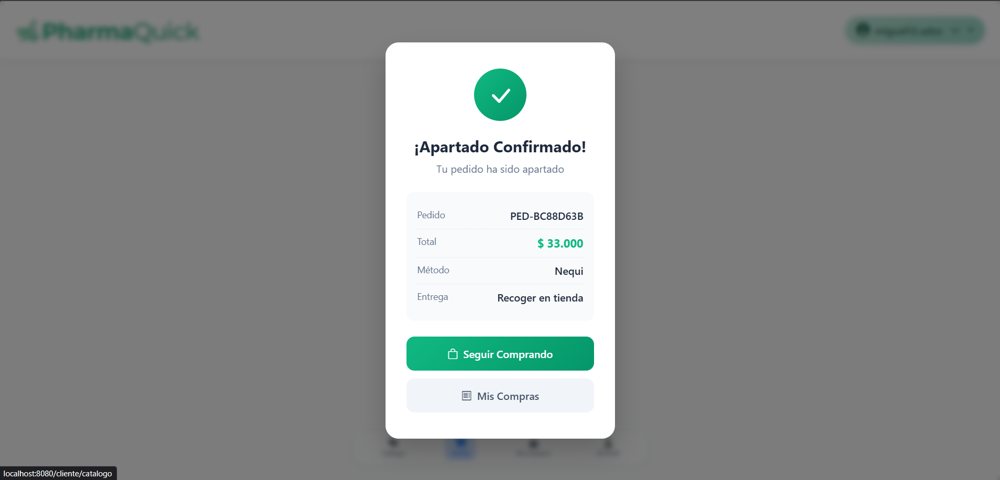 PharmaQuick
¡Apartado Confirmado!
Tu pedido ha sido apartado
Pedido PED-BC88D63B
Total $ 33.000
Método Nequi
Entrega Recoger en tienda
Seguir Comprando
Mis Compras
localhost:8080/cliente/catalogo